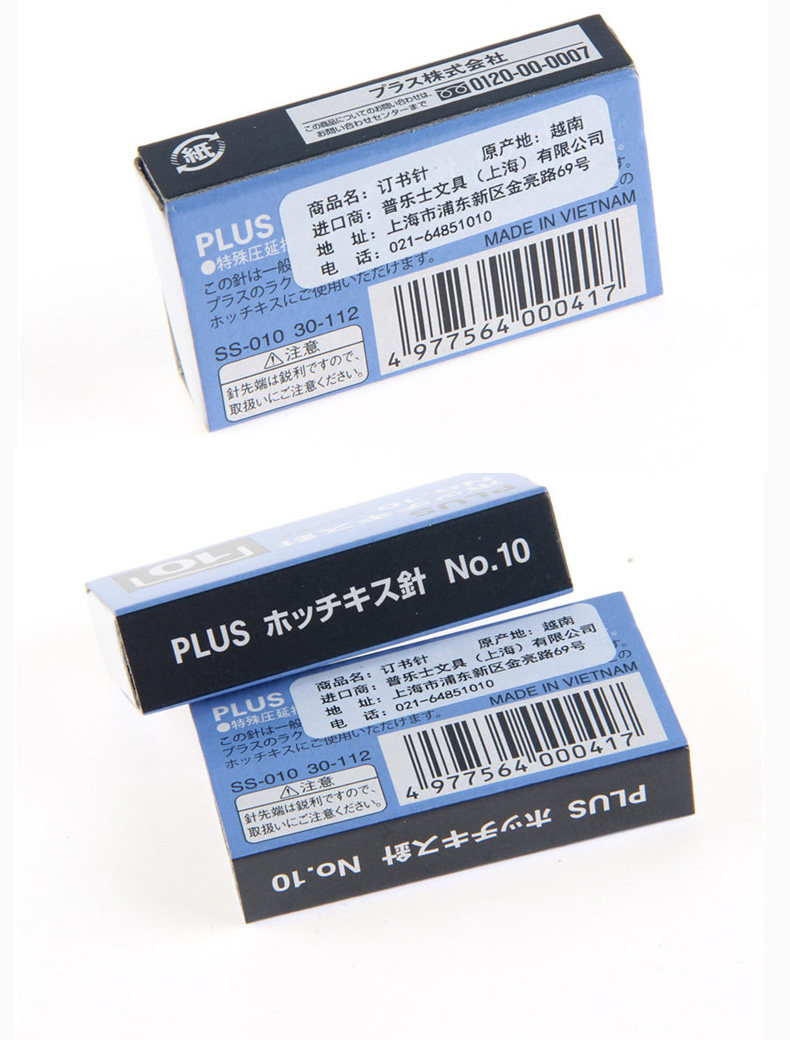 プラス株式会社
この商品についてのお問い合わせは、
お問い合わせセンターまで
0120-00-0007
紙
商品名: 订书针 原产地: 越南
进口商: 普乐士文具 (上海) 有限公司
地 址: 上海市浦东新区金亮路69号
电 话: 021-64851010
PLUS
●特殊圧延
この針は一般
プラスのラク
ホッチキスにご使用いただけます。
の
MADE IN VIETNAM
SS-010 30-112
注意
針先端は鋭利ですので、
取扱いにご注意ください。
4 977564 000417
PLUS
No.10
10
PLUS ホッチキス針 No.10
商品名: 订书针 原产地: 越南
进口商: 普乐士文具 (上海) 有限公司
地 址: 上海市浦东新区金亮路69号
电 话: 021-64851010
PLUS
●特殊圧延
この針は一般
プラスのラク
ホッチキスにご使用いただけます。
の
MADE IN VIETNAM
SS-010 30-112
注意
針先端は鋭利ですので、
取扱いにご注意ください。
4 977564 000417
PLUS ホッチキス針 No.10